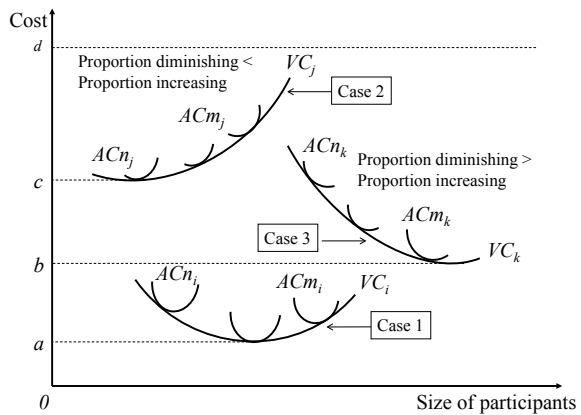 Cost
d
Proportion diminishing <
Proportion increasing
VCj
Case 2
ACmj
ACnj
ACnk
Proportion diminishing >
Proportion increasing
c
ACmk
Case 3
VCk
b
ACni
ACmi
VCi
Case 1
a
0
Size of participants